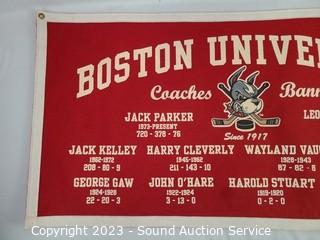 BOSTON UNIVER
Coaches Bann
JACK PARKER LEO
1973-PRESENT
720 - 378 - 76
Since 1917
JACK KELLEY HARRY CLEVERLY WAYLAND VAU
1962-1972 1945-1962 1928-1943
208 - 80 - 9 211 - 143 - 10 87 - 82 - 6
GEORGE GAW JOHN O'HARE HAROLD STUART
1924-1928 1922-1924 1919-1920
22 - 20 - 3 3 - 13 - 0 0 - 2 - 0
Copyright 2023 - Sound Auction Service